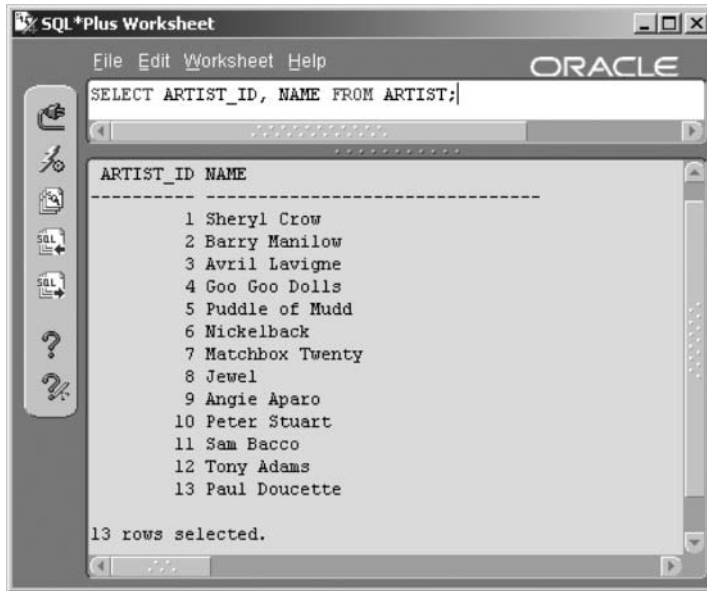 SQL*Plus Worksheet
File Edit Worksheet Help
ORACLE
SELECT ARTIST_ID, NAME FROM ARTIST;
ARTIST_ID NAME
---------- --------------------------------
1 Sheryl Crow
2 Barry Manilow
3 Avril Lavigne
4 Goo Goo Dolls
5 Puddle of Mudd
6 Nickelback
7 Matchbox Twenty
8 Jewel
9 Angie Aparo
10 Peter Stuart
11 Sam Bacco
12 Tony Adams
13 Paul Doucette
13 rows selected.
SQL
SQL